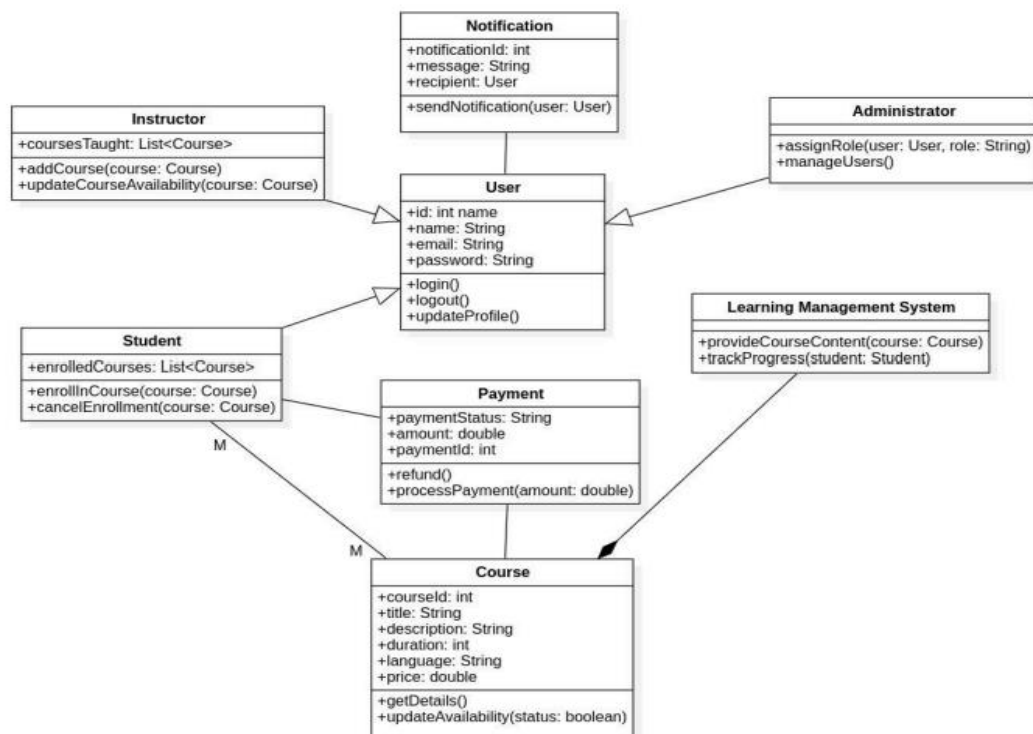 Notification
+notificationId: int
+message: String
+recipient: User
+sendNotification(user: User)
Instructor
+coursesTaught: List<Course>
+addCourse(course: Course)
+updateCourseAvailability(course: Course)
Administrator
+assignRole(user: User, role: String)
+manageUsers()
User
+id: int name
+name: String
+email: String
+password: String
+login()
+logout()
+updateProfile()
Learning Management System
+provideCourseContent(course: Course)
+trackProgress(student: Student)
Student
+enrolledCourses: List<Course>
+enrollInCourse(course: Course)
+cancelEnrollment(course: Course)
Payment
+paymentStatus: String
+amount: double
+paymentId: int
+refund()
+processPayment(amount: double)
M
M
Course
+courseId: int
+title: String
+description: String
+duration: int
+language: String
+price: double
+getDetails()
+updateAvailability(status: boolean)